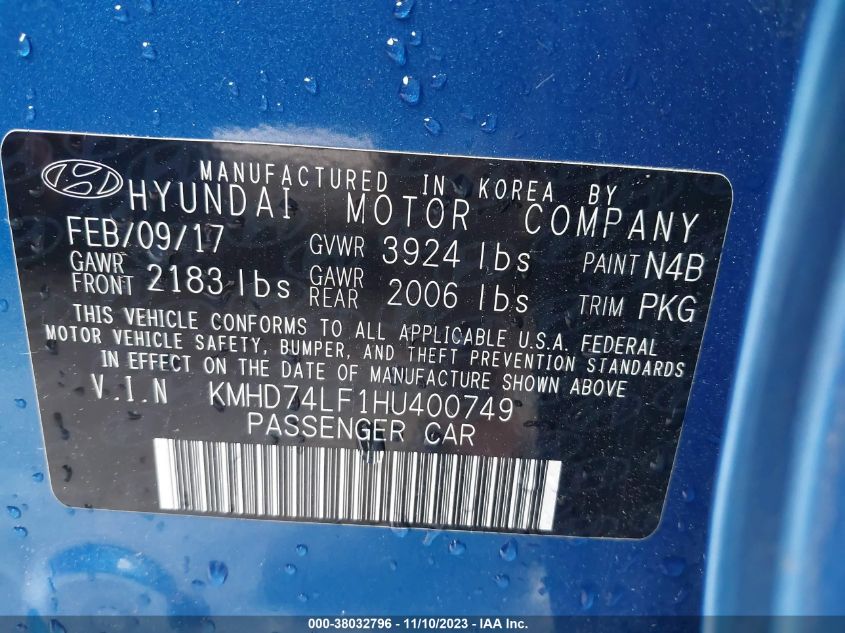 MANUFACTURED IN KOREA BY
HYUNDAI MOTOR COMPANY
FEB/09/17 GVWR 3924 lbs PAINT N4B
GAWR FRONT 2183 lbs GAWR REAR 2006 lbs TRIM PKG
THIS VEHICLE CONFORMS TO ALL APPLICABLE U.S.A. FEDERAL
MOTOR VEHICLE SAFETY, BUMPER, AND THEFT PREVENTION STANDARDS
IN EFFECT ON THE DATE OF MANUFACTURE SHOWN ABOVE
V.I.N KMHD74LF1HU400749
PASSENGER CAR
000-38032796 - 11/10/2023 - IAA Inc.